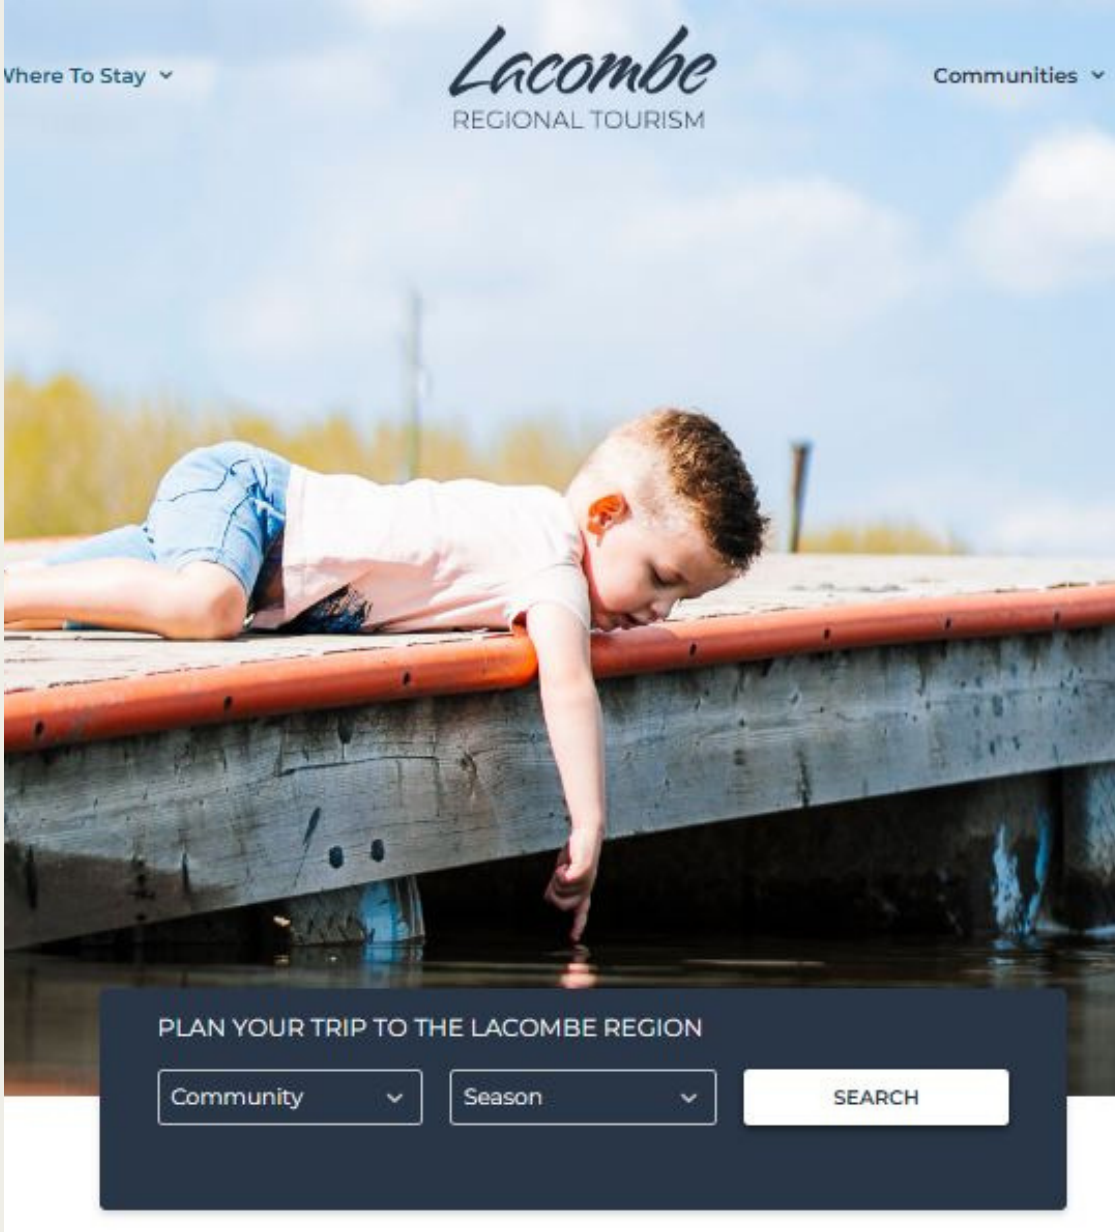 Where To Stay
Lacombe
REGIONAL TOURISM
Communities
PLAN YOUR TRIP TO THE LACOMBE REGION
Community
Season
SEARCH